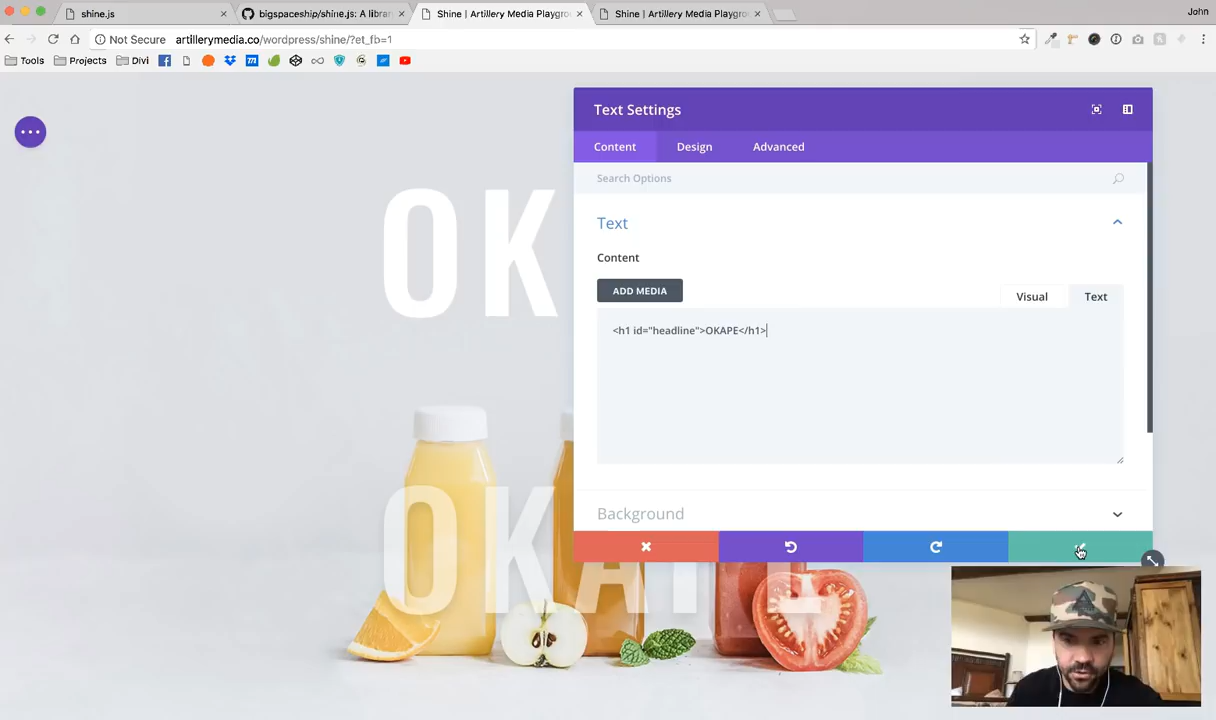 shine.js
bigspaceship/shine.js: A librar
Shine | Artillery Media Playgrou
Shine | Artillery Media Playgrou
John
Not Secure
artillerymedia.co/wordpress/shine/?et_fb=1
Tools
Projects
Divi
Text Settings
Content
Design
Advanced
Search Options
OK
Text
Content
ADD MEDIA
Visual
Text
<h1 id="headline">OKAPE</h1>
Background
OKAPE